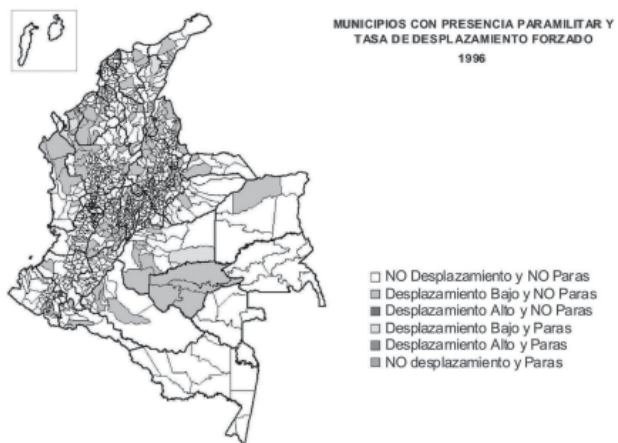 MUNICIPIOS CON PRESENCIA PARAMILITAR Y
TASA DE DESPLAZAMIENTO FORZADO
1996
NO Desplazamiento y NO Paras
Desplazamiento Bajo y NO Paras
Desplazamiento Alto y NO Paras
Desplazamiento Bajo y Paras
Desplazamiento Alto y Paras
NO desplazamiento y Paras